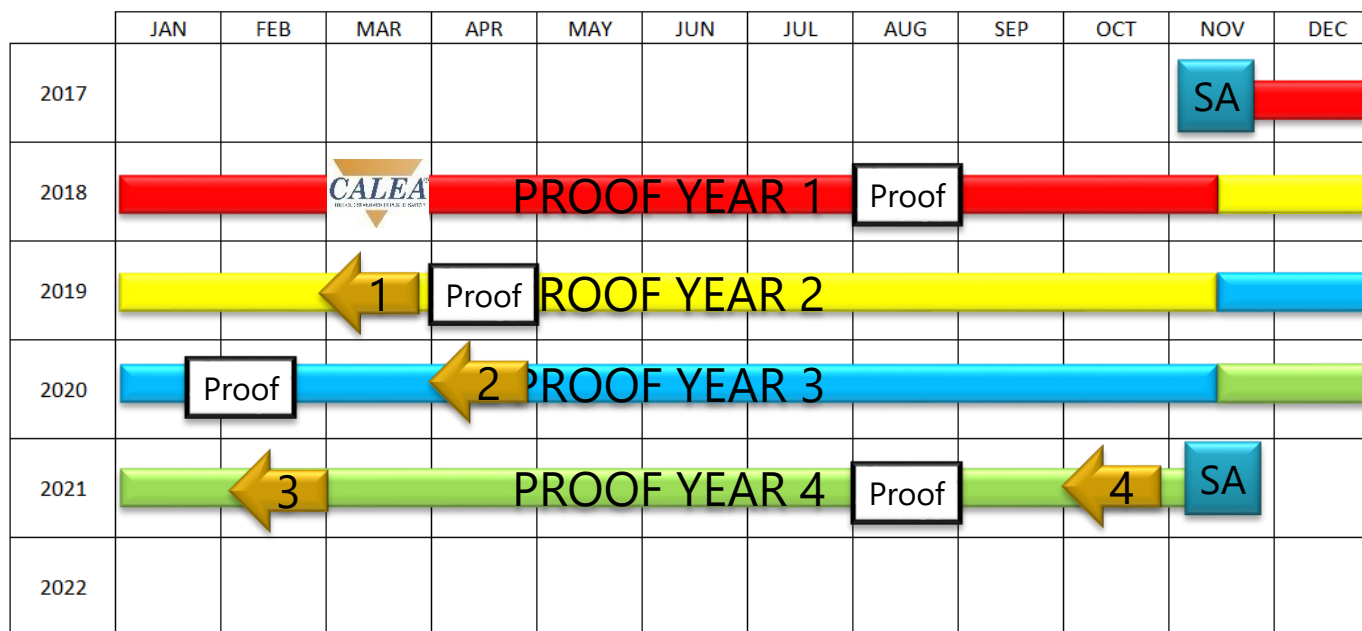 JAN FEB MAR APR MAY JUN JUL AUG SEP OCT NOV DEC
2017 SA
2018 CALEA PROOF YEAR 1 Proof
2019 1 Proof ROOF YEAR 2
2020 Proof 2 PROOF YEAR 3
2021 3 PROOF YEAR 4 Proof 4 SA
2022